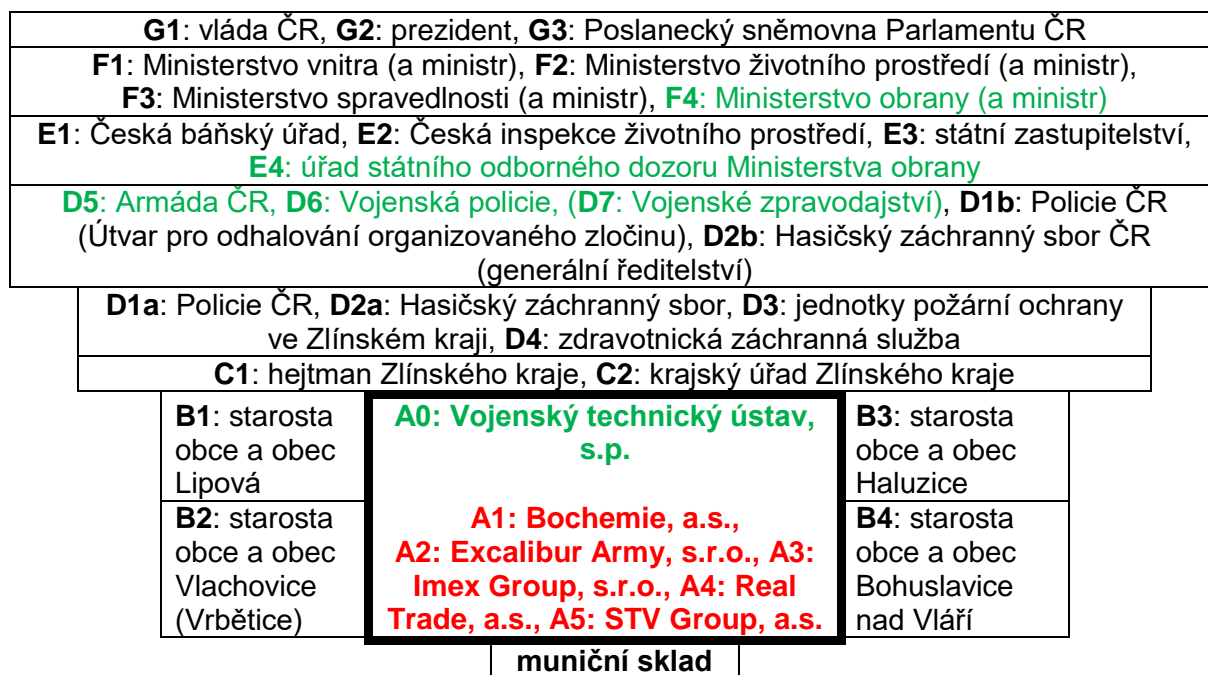 G1: vláda ČR, G2: prezident, G3: Poslanecký sněmovna Parlamentu ČR
F1: Ministerstvo vnitra (a ministr), F2: Ministerstvo životního prostředí (a ministr),
F3: Ministerstvo spravedlnosti (a ministr), F4: Ministerstvo obrany (a ministr)
E1: Česká báňský úřad, E2: Česká inspekce životního prostředí, E3: státní zastupitelství,
E4: úřad státního odborného dozoru Ministerstva obrany
D5: Armáda ČR, D6: Vojenská policie, (D7: Vojenské zpravodajství), D1b: Policie ČR
(Útvar pro odhalování organizovaného zločinu), D2b: Hasičský záchranný sbor ČR
(generální ředitelství)
D1a: Policie ČR, D2a: Hasičský záchranný sbor, D3: jednotky požární ochrany
ve Zlínském kraji, D4: zdravotnická záchranná služba
C1: hejtman Zlínského kraje, C2: krajský úřad Zlínského kraje
B1: starosta
obce a obec
Lipová
B2: starosta
obce a obec
Vlachovice
(Vrbětice)
A0: Vojenský technický ústav,
s.p.
A1: Bochemie, a.s.,
A2: Excalibur Army, s.r.o., A3:
Imex Group, s.r.o., A4: Real
Trade, a.s., A5: STV Group, a.s.
B3: starosta
obce a obec
Haluzice
B4: starosta
obce a obec
Bohuslavice
nad Vláří
muniční sklad